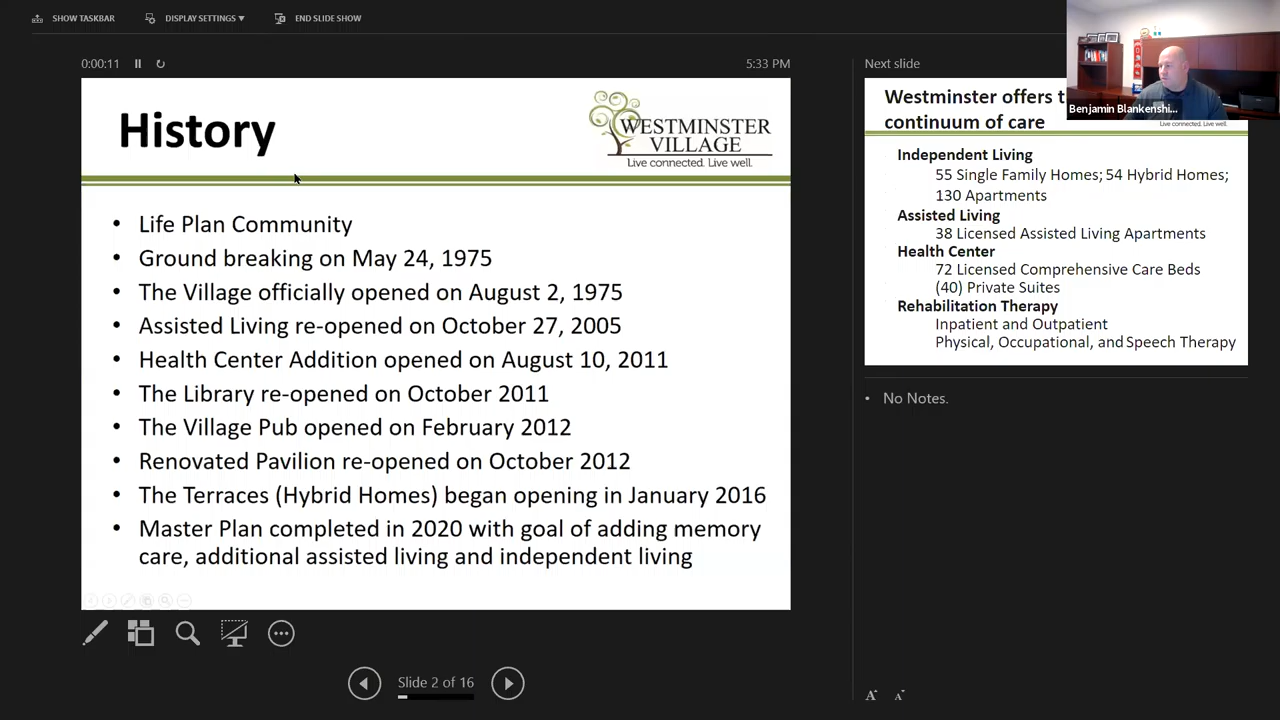 SHOW TASKBAR
DISPLAY SETTINGS ▾
END SLIDE SHOW
0:00:11
5:33 PM
History
WESTMINSTER
VILLAGE
Live connected. Live well.
• Life Plan Community
• Ground breaking on May 24, 1975
• The Village officially opened on August 2, 1975
• Assisted Living re-opened on October 27, 2005
• Health Center Addition opened on August 10, 2011
• The Library re-opened on October 2011
• The Village Pub opened on February 2012
• Renovated Pavilion re-opened on October 2012
• The Terraces (Hybrid Homes) began opening in January 2016
• Master Plan completed in 2020 with goal of adding memory
care, additional assisted living and independent living
Slide 2 of 16
Next slide
Benjamin Blankenshi...
Westminster offers t
continuum of care
Live connected. Live well.
Independent Living
55 Single Family Homes; 54 Hybrid Homes;
130 Apartments
Assisted Living
38 Licensed Assisted Living Apartments
Health Center
72 Licensed Comprehensive Care Beds
(40) Private Suites
Rehabilitation Therapy
Inpatient and Outpatient
Physical, Occupational, and Speech Therapy
• No Notes.
A A